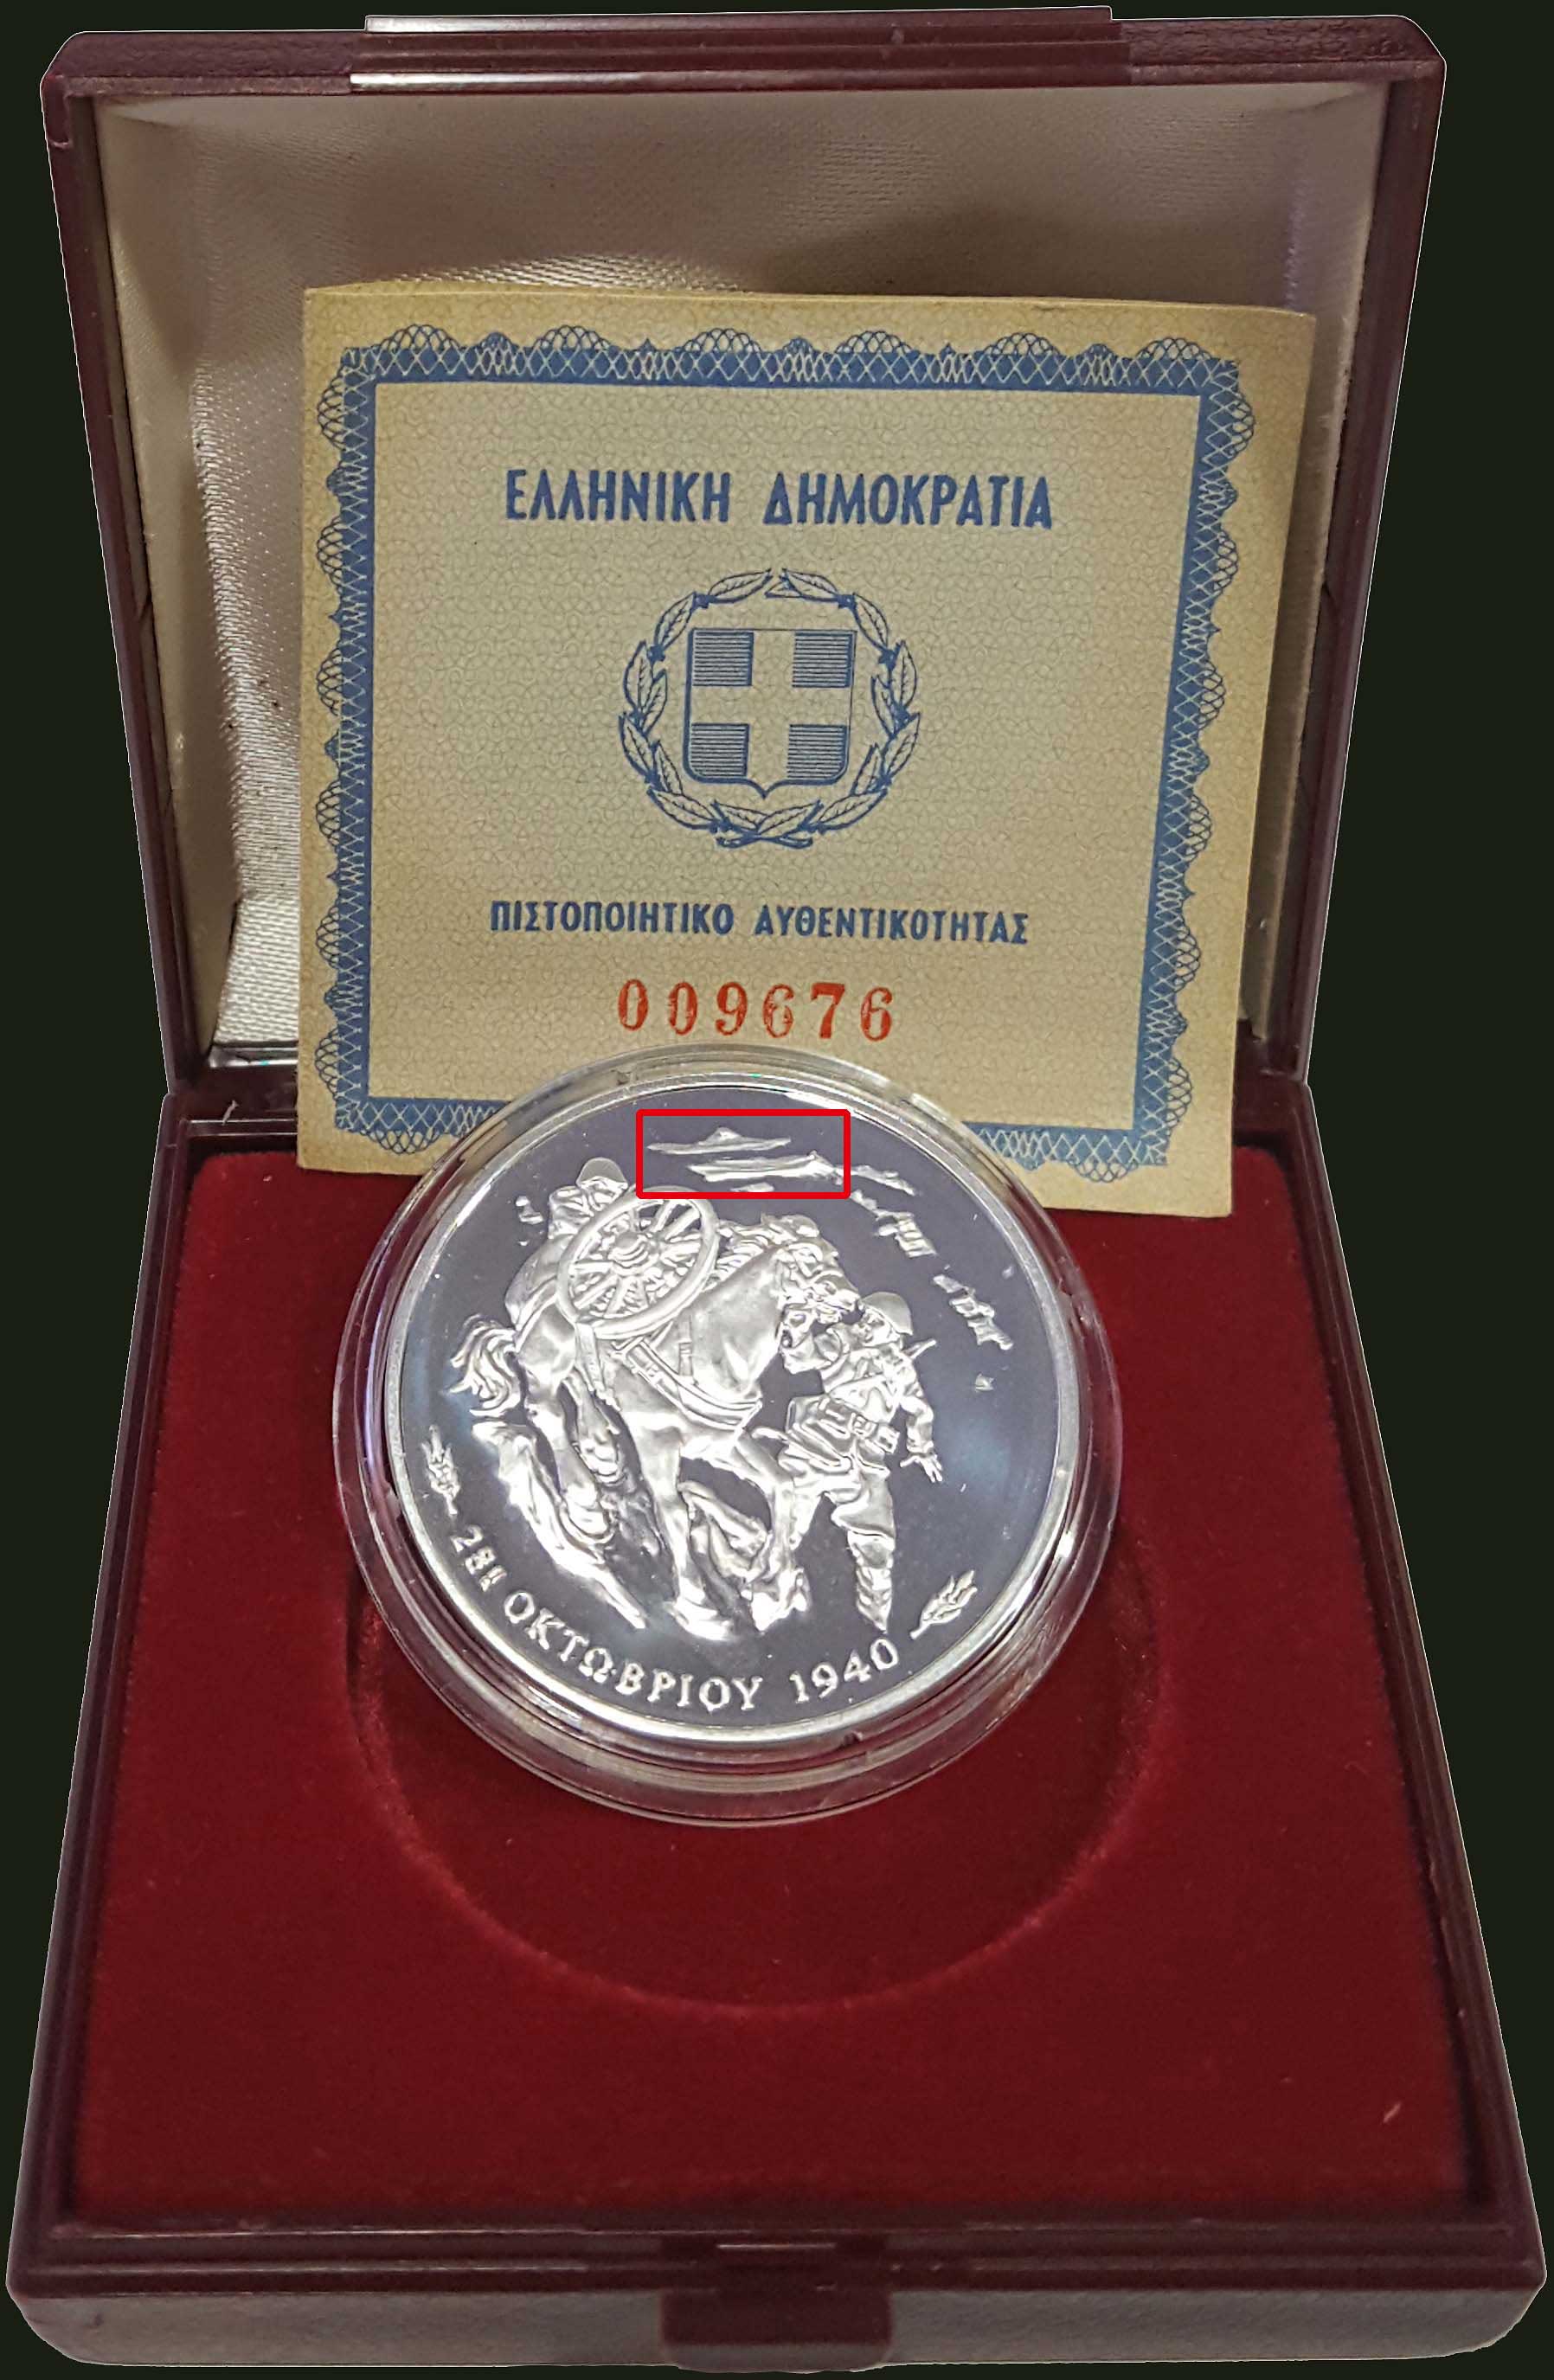 ΕΛΛΗΝΙΚΗ ΔΗΜΟΚΡΑΤΙΑ
ΠΙΣΤΟΠΟΙΗΤΙΚΟ ΑΥΘΕΝΤΙΚΟΤΗΤΑΣ
009676
28Η ΟΚΤΩΒΡΙΟΥ 1940